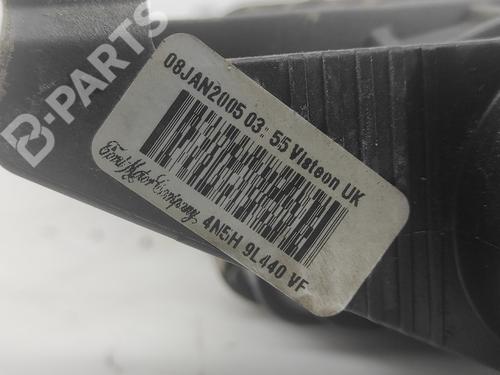 B-PARTS
08JAN2005 03:55 Visteon UK
Ford Motor Company, 4N5H 9L440 VF